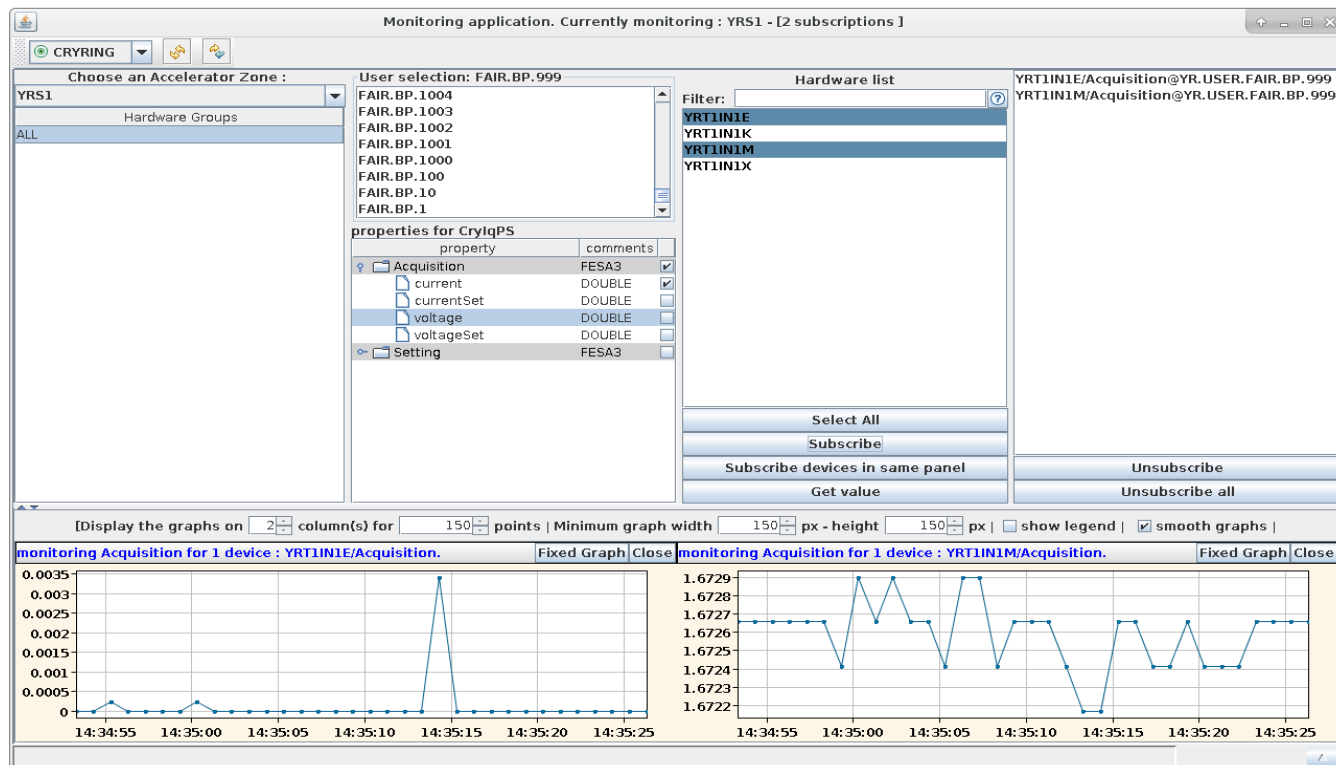 Monitoring application. Currently monitoring : YRS1 - [2 subscriptions ]
CRYRING
Choose an Accelerator Zone :
YRS1
Hardware Groups
ALL
User selection: FAIR.BP.999
FAIR.BP.1004
FAIR.BP.1003
FAIR.BP.1002
FAIR.BP.1001
FAIR.BP.1000
FAIR.BP.100
FAIR.BP.10
FAIR.BP.1
properties for CryIqPS
property comments
Acquisition FESA3
current DOUBLE
currentSet DOUBLE
voltage DOUBLE
voltageSet DOUBLE
Setting FESA3
Hardware list
Filter: ?
YRT1IN1E
YRT1IN1K
YRT1IN1M
YRT1IN1X
Select All
Subscribe
Subscribe devices in same panel
Get value
YRT1IN1E/Acquisition@YR.USER.FAIR.BP.999
YRT1IN1M/Acquisition@YR.USER.FAIR.BP.999
Unsubscribe
Unsubscribe all
[Display the graphs on 2 column(s) for 150 points | Minimum graph width 150 px - height 150 px | show legend | smooth graphs |
monitoring Acquisition for 1 device : YRT1IN1E/Acquisition. Fixed Graph Close
0.0035
0.003
0.0025
0.002
0.0015
0.001
0.0005
0
14:34:55 14:35:00 14:35:05 14:35:10 14:35:15 14:35:20 14:35:25
monitoring Acquisition for 1 device : YRT1IN1M/Acquisition. Fixed Graph Close
1.6729
1.6728
1.6727
1.6726
1.6725
1.6724
1.6723
1.6722
14:34:55 14:35:00 14:35:05 14:35:10 14:35:15 14:35:20 14:35:25